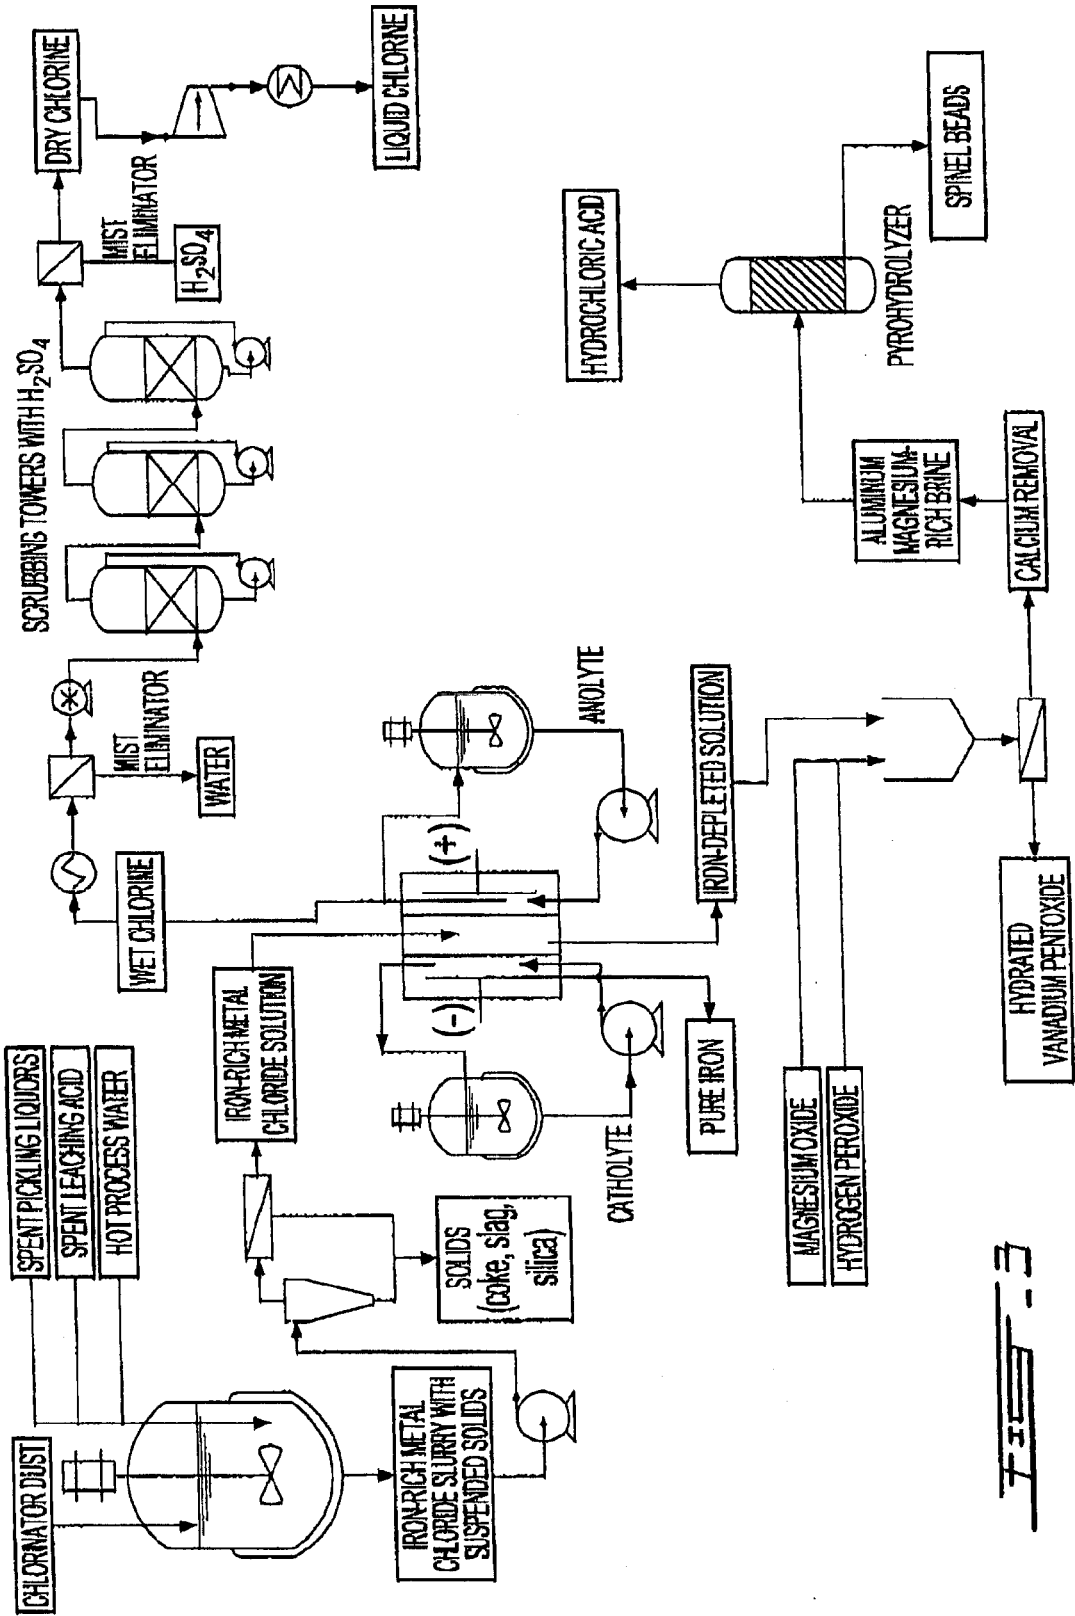 CHLORINATOR DUST
SPENT PICKLING LIQUORS
SPENT LEACHING ACID
HOT PROCESS WATER
IRON-RICH METAL
CHLORIDE SLURRY WITH
SUSPENDED SOLIDS
SOLIDS
(coke, slag,
silica)
IRON-RICH METAL
CHLORIDE SOLUTION
WET CHLORINE
MIST
ELIMINATOR
WATER
SCRUBBING TOWERS WITH H2SO4
MIST
ELIMINATOR
H2SO4
DRY CHLORINE
LIQUID CHLORNE
CATHOLYTE
(-)
(+)
ANOLYTE
PURE IRON
IRON-DEPLETED SOLUTION
MAGNESIUM OXIDE
HYDROGEN PEROXIDE
HYDRATED
VANADIUM PENTOXIDE
CALCIUM REMOVAL
ALUMINUM
MAGNESIUM-
RICH BRINE
PYROHYDROLYZER
HYDROCHLORIC ACID
SPINEL BEADS
FIG-3